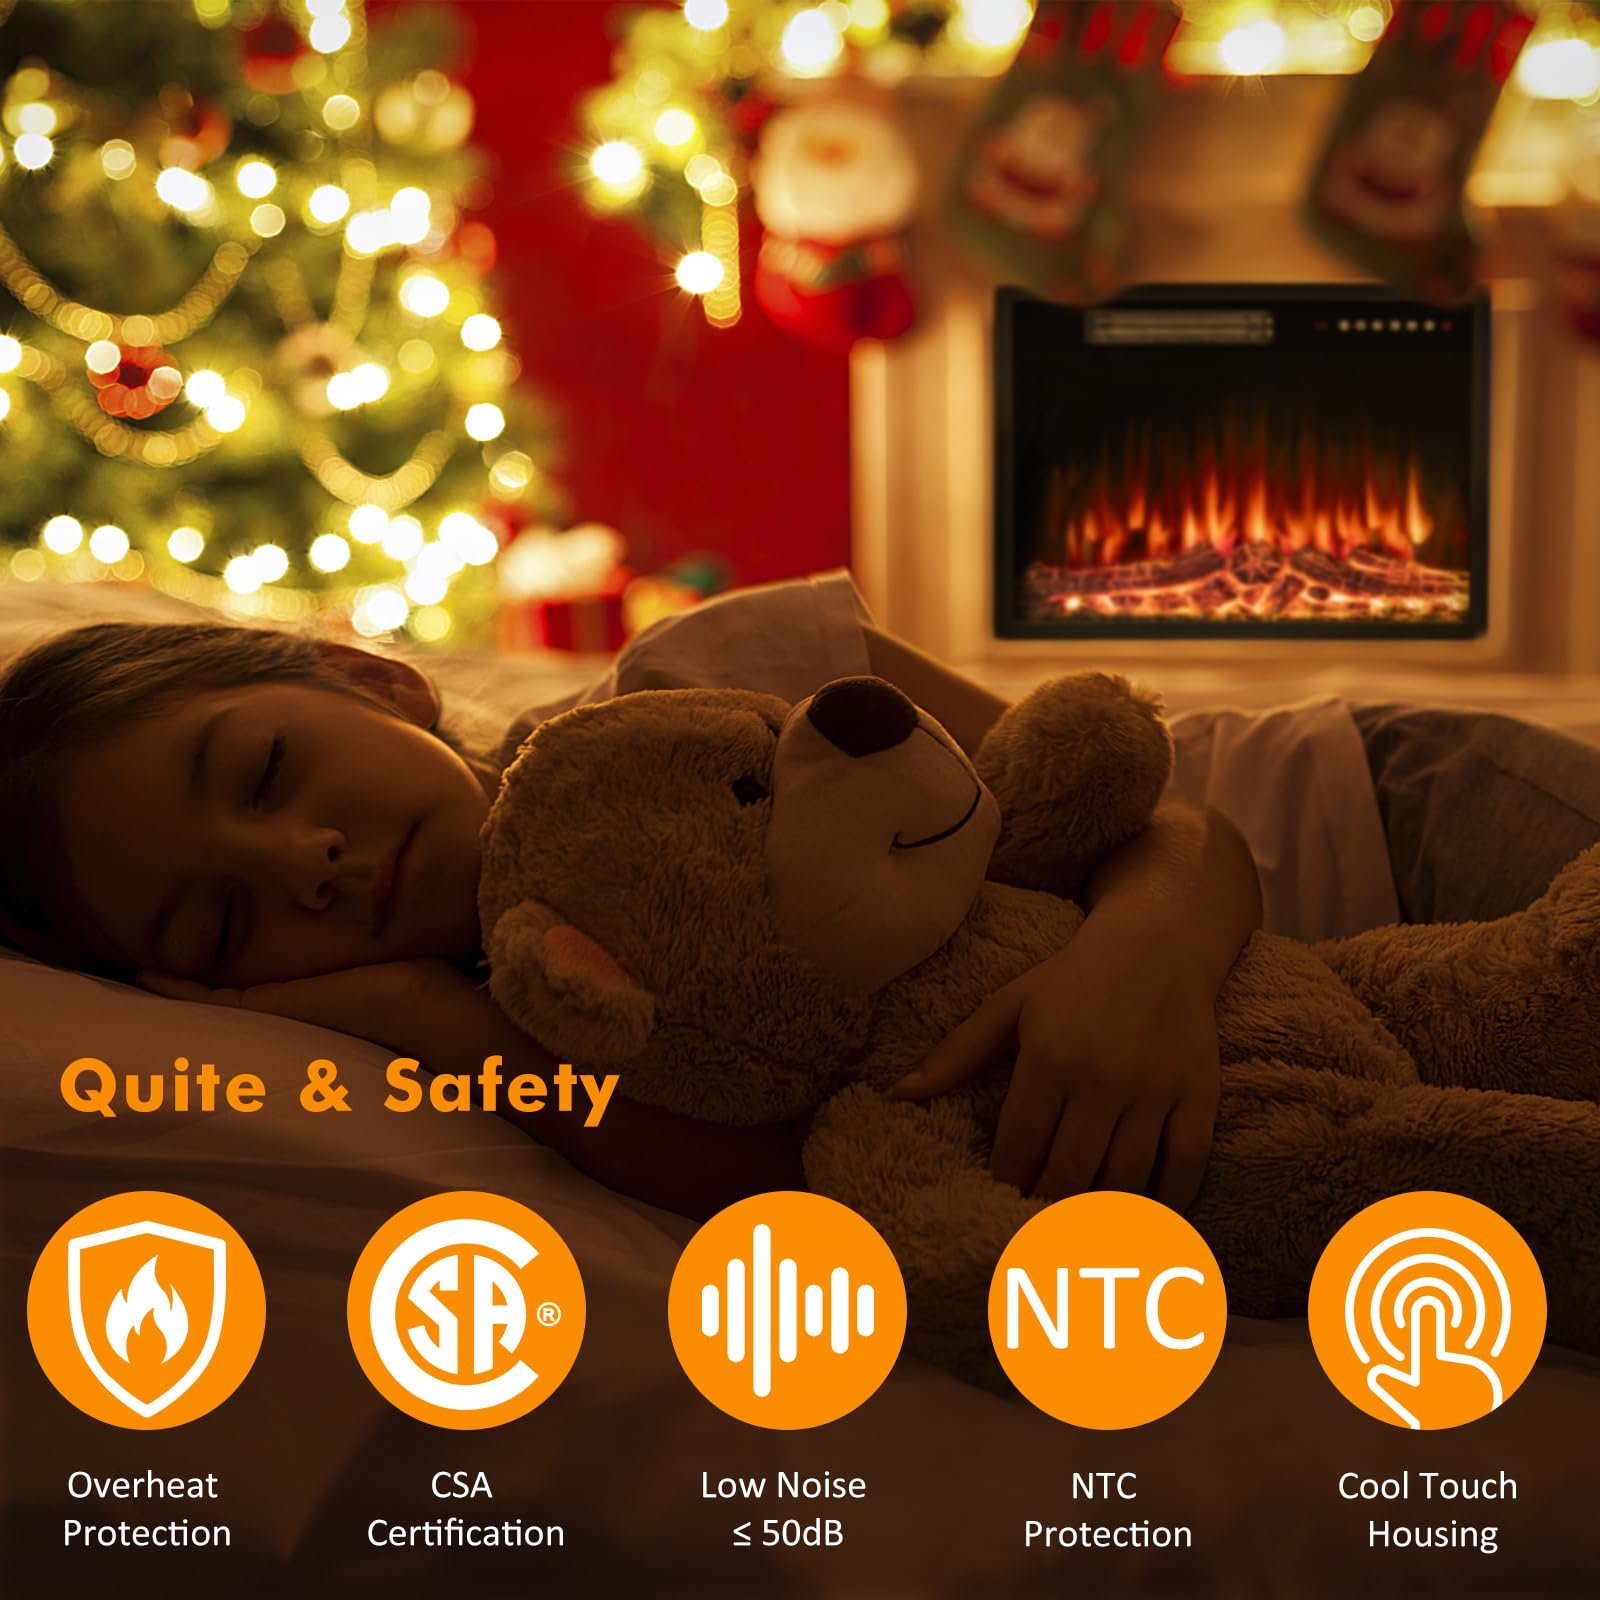 Quite & Safety
CSA®
NTC
Overheat
Protection
CSA
Certification
Low Noise
≤ 50dB
NTC
Protection
Cool Touch
Housing